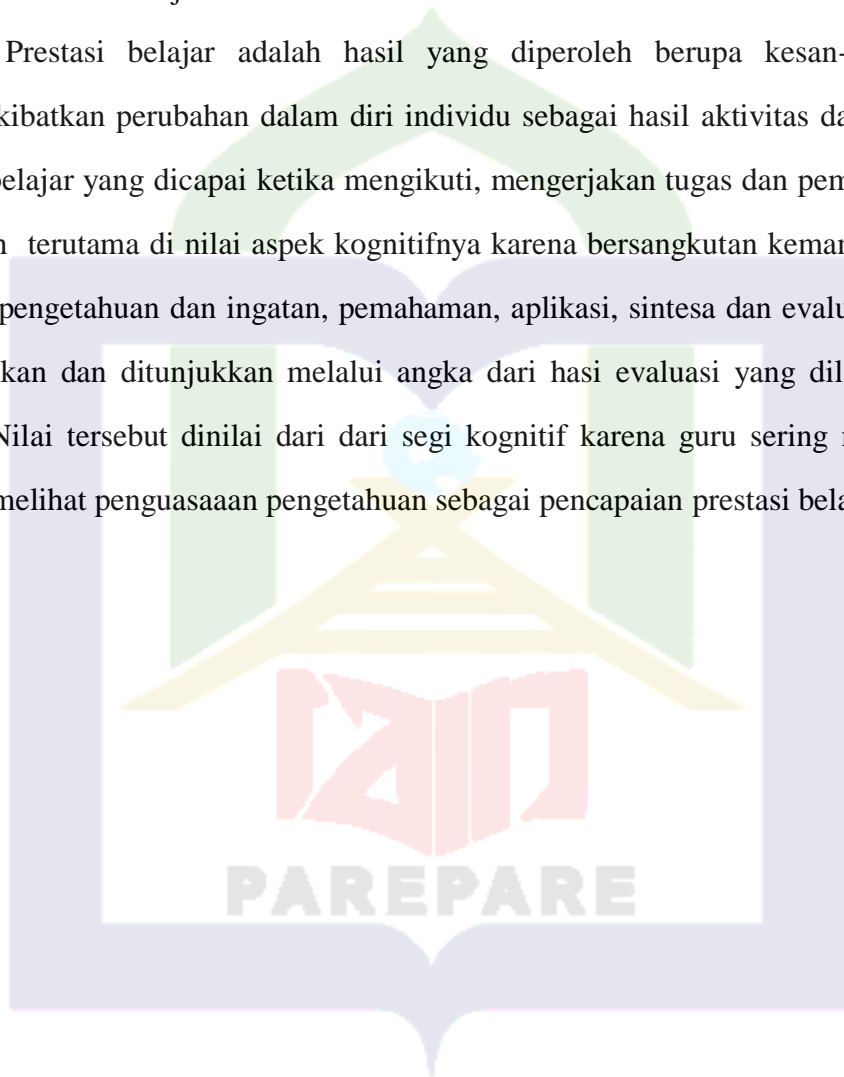 Prestasi belajar adalah hasil yang diperoleh berupa kesan-
kibatkan perubahan dalam diri individu sebagai hasil aktivitas da
elajar yang dicapai ketika mengikuti, mengerjakan tugas dan pem
n terutama di nilai aspek kognitifnya karena bersangkutan keman
pengetahuan dan ingatan, pemahaman, aplikasi, sintesa dan evalu
kan dan ditunjukkan melalui angka dari hasi evaluasi yang dil
Nilai tersebut dinilai dari dari segi kognitif karena guru sering
melihat penguasaaan pengetahuan sebagai pencapaian prestasi bela
iain
PAREPARE